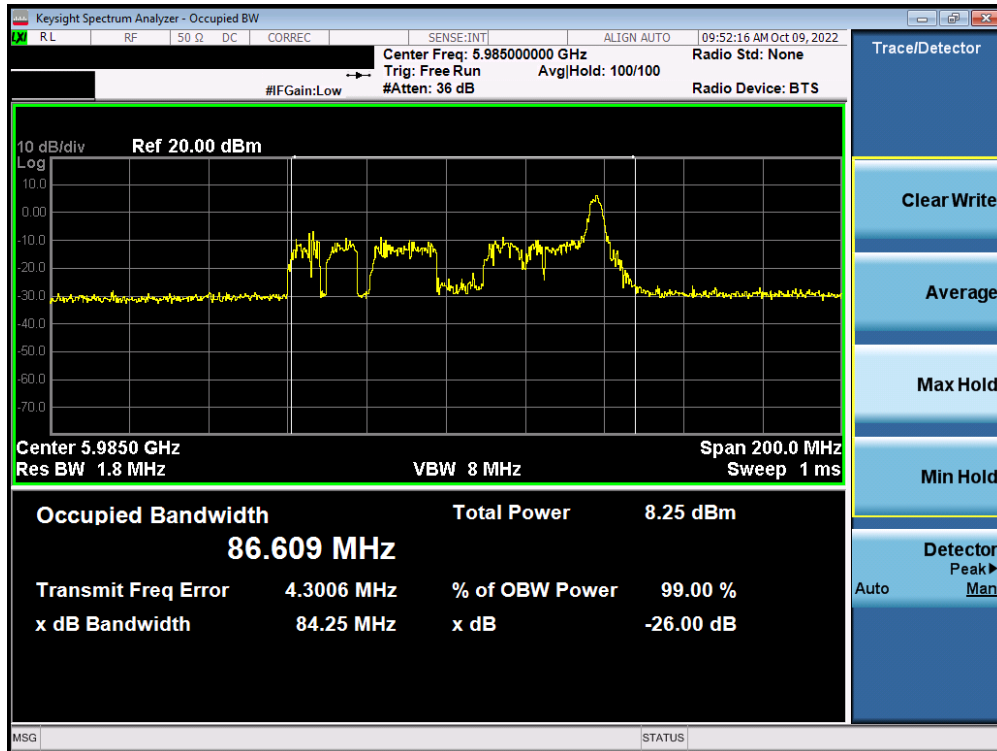 Keysight Spectrum Analyzer - Occupied BW
LXI RL RF 50 Ω DC CORREC SENSE:INT ALIGN AUTO 09:52:16 AM Oct 09, 2022
Center Freq: 5.985000000 GHz Radio Std: None
Trig: Free Run Avg|Hold: 100/100
#IFGain:Low #Atten: 36 dB Radio Device: BTS
10 dB/div Ref 20.00 dBm
Log
10.0
0.00
-10.0
-20.0
-30.0
-40.0
-50.0
-60.0
-70.0
Center 5.9850 GHz Span 200.0 MHz
Res BW 1.8 MHz VBW 8 MHz Sweep 1 ms
Occupied Bandwidth Total Power 8.25 dBm
86.609 MHz
Transmit Freq Error 4.3006 MHz % of OBW Power 99.00 %
x dB Bandwidth 84.25 MHz x dB -26.00 dB
MSG STATUS
Trace/Detector
Clear Write
Average
Max Hold
Min Hold
Detector
Peak▶
Auto Man